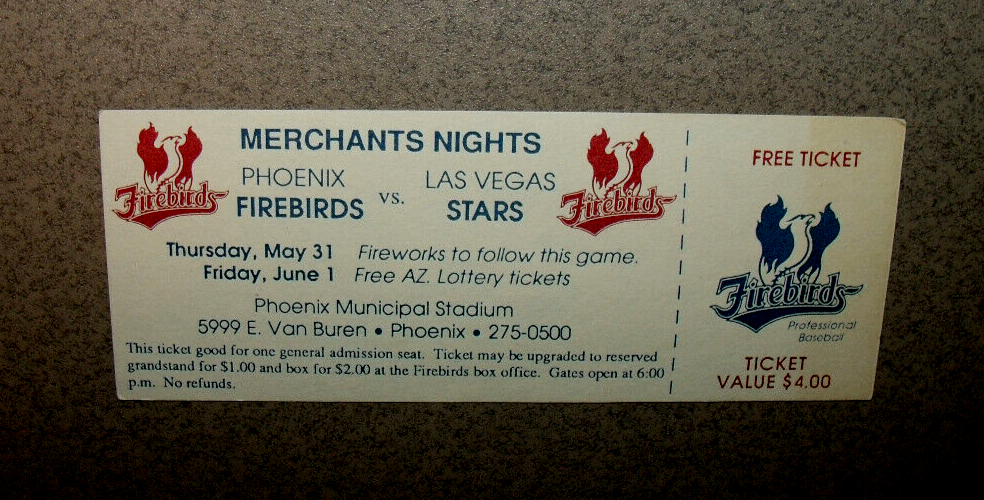 MERCHANTS NIGHTS
Firebirds
PHOENIX FIREBIRDS vs. LAS VEGAS STARS
Firebirds
Thursday, May 31 Fireworks to follow this game.
Friday, June 1 Free AZ. Lottery tickets
Phoenix Municipal Stadium
5999 E. Van Buren • Phoenix • 275-0500
This ticket good for one general admission seat. Ticket may be upgraded to reserved
grandstand for $1.00 and box for $2.00 at the Firebirds box office. Gates open at 6:00
p.m. No refunds.
FREE TICKET
Firebirds
Professional
Baseball
TICKET
VALUE $4.00